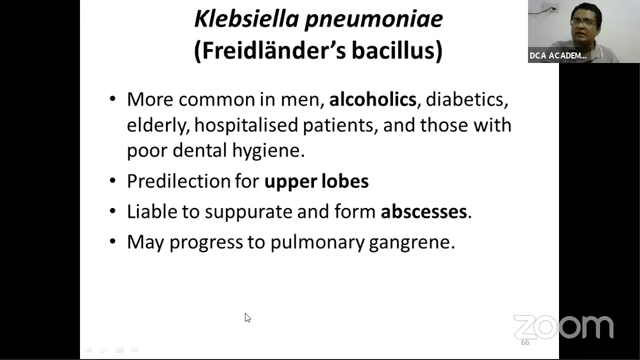 Klebsiella pneumoniae
(Freidländer's bacillus)
DCA ACADEM...
• More common in men, alcoholics, diabetics,
elderly, hospitalised patients, and those with
poor dental hygiene.
• Predilection for upper lobes
• Liable to suppurate and form abscesses.
• May progress to pulmonary gangrene.
zoom
66